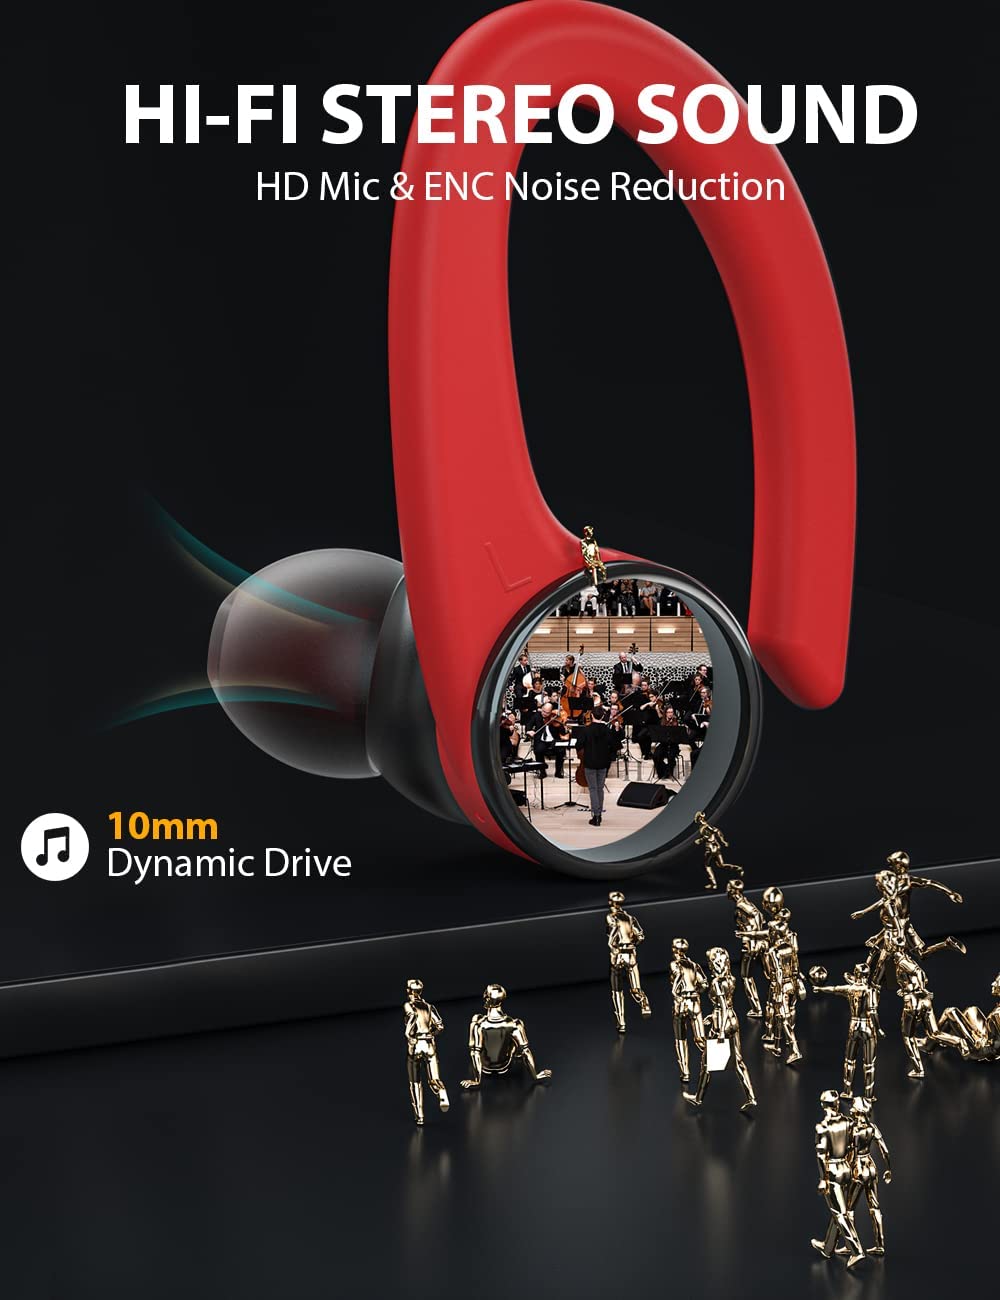 HI-FI STEREO SOUND
HD Mic & ENC Noise Reduction
L
10mm
Dynamic Drive